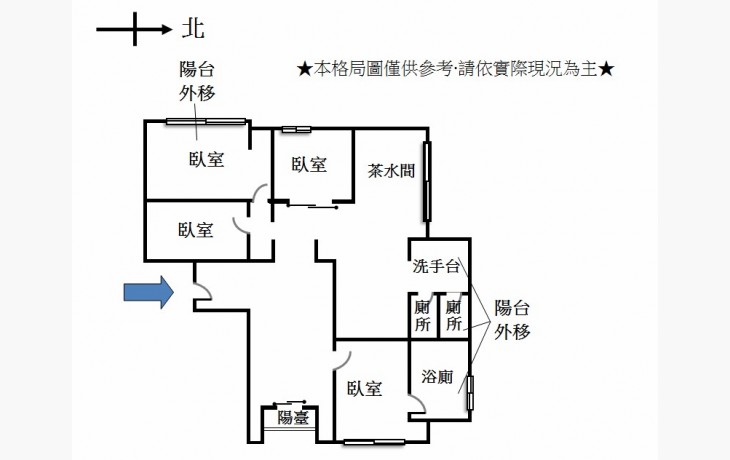 北
★本格局圖僅供參考‧請依實際現況為主★
陽台
外移
臥室
臥室
茶水間
臥室
洗手台
廁所
廁所
陽台
外移
臥室
浴廁
陽臺